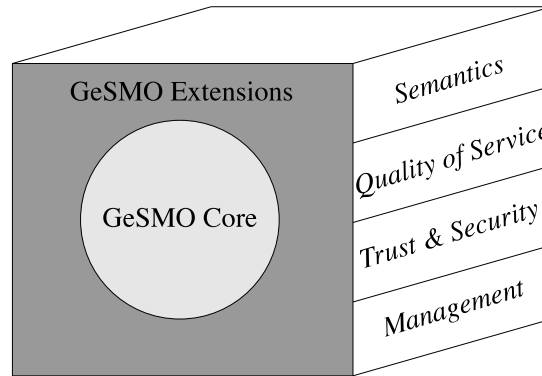 GeSMO Extensions
GeSMO Core
Semantics
Quality of Service
Trust & Security
Management